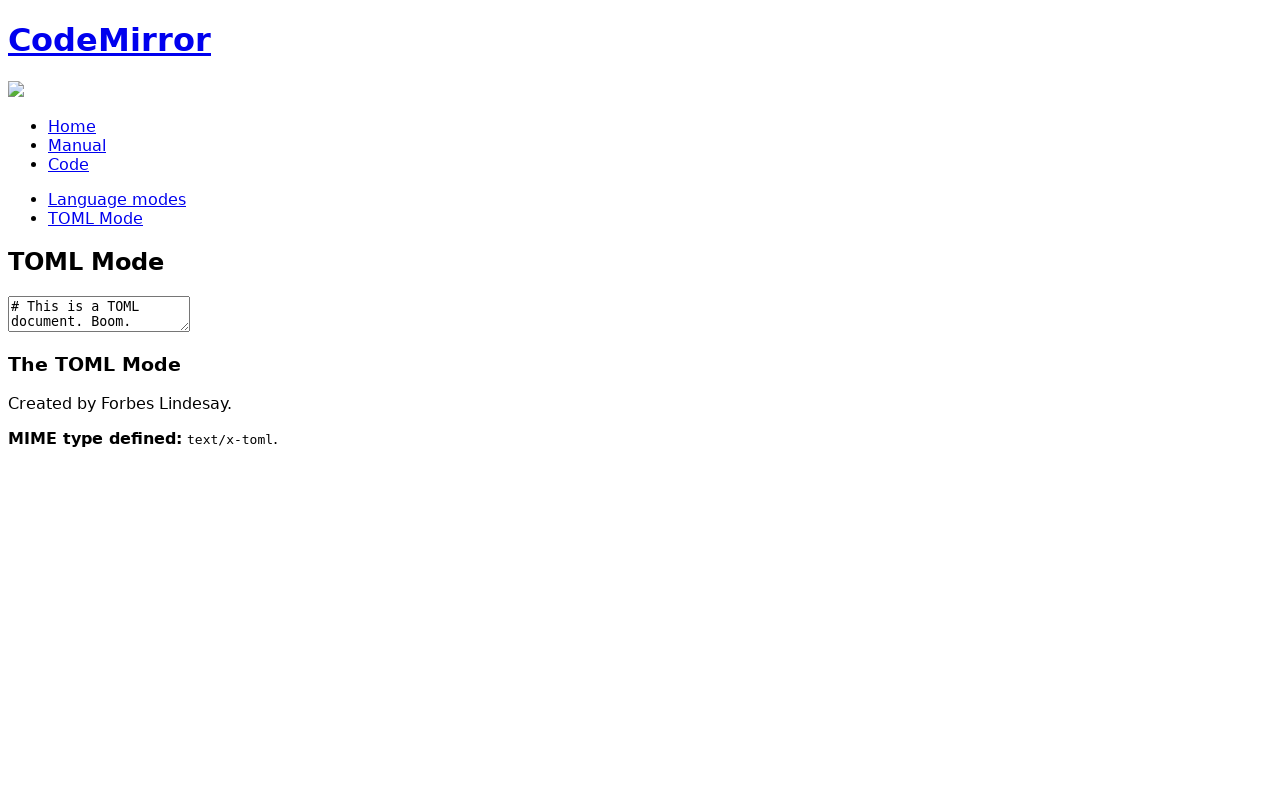 CodeMirror
Home
Manual
Code
Language modes
TOML Mode
TOML Mode
# This is a TOML
document. Boom.
The TOML Mode
Created by Forbes Lindesay.
MIME type defined: text/x-toml.